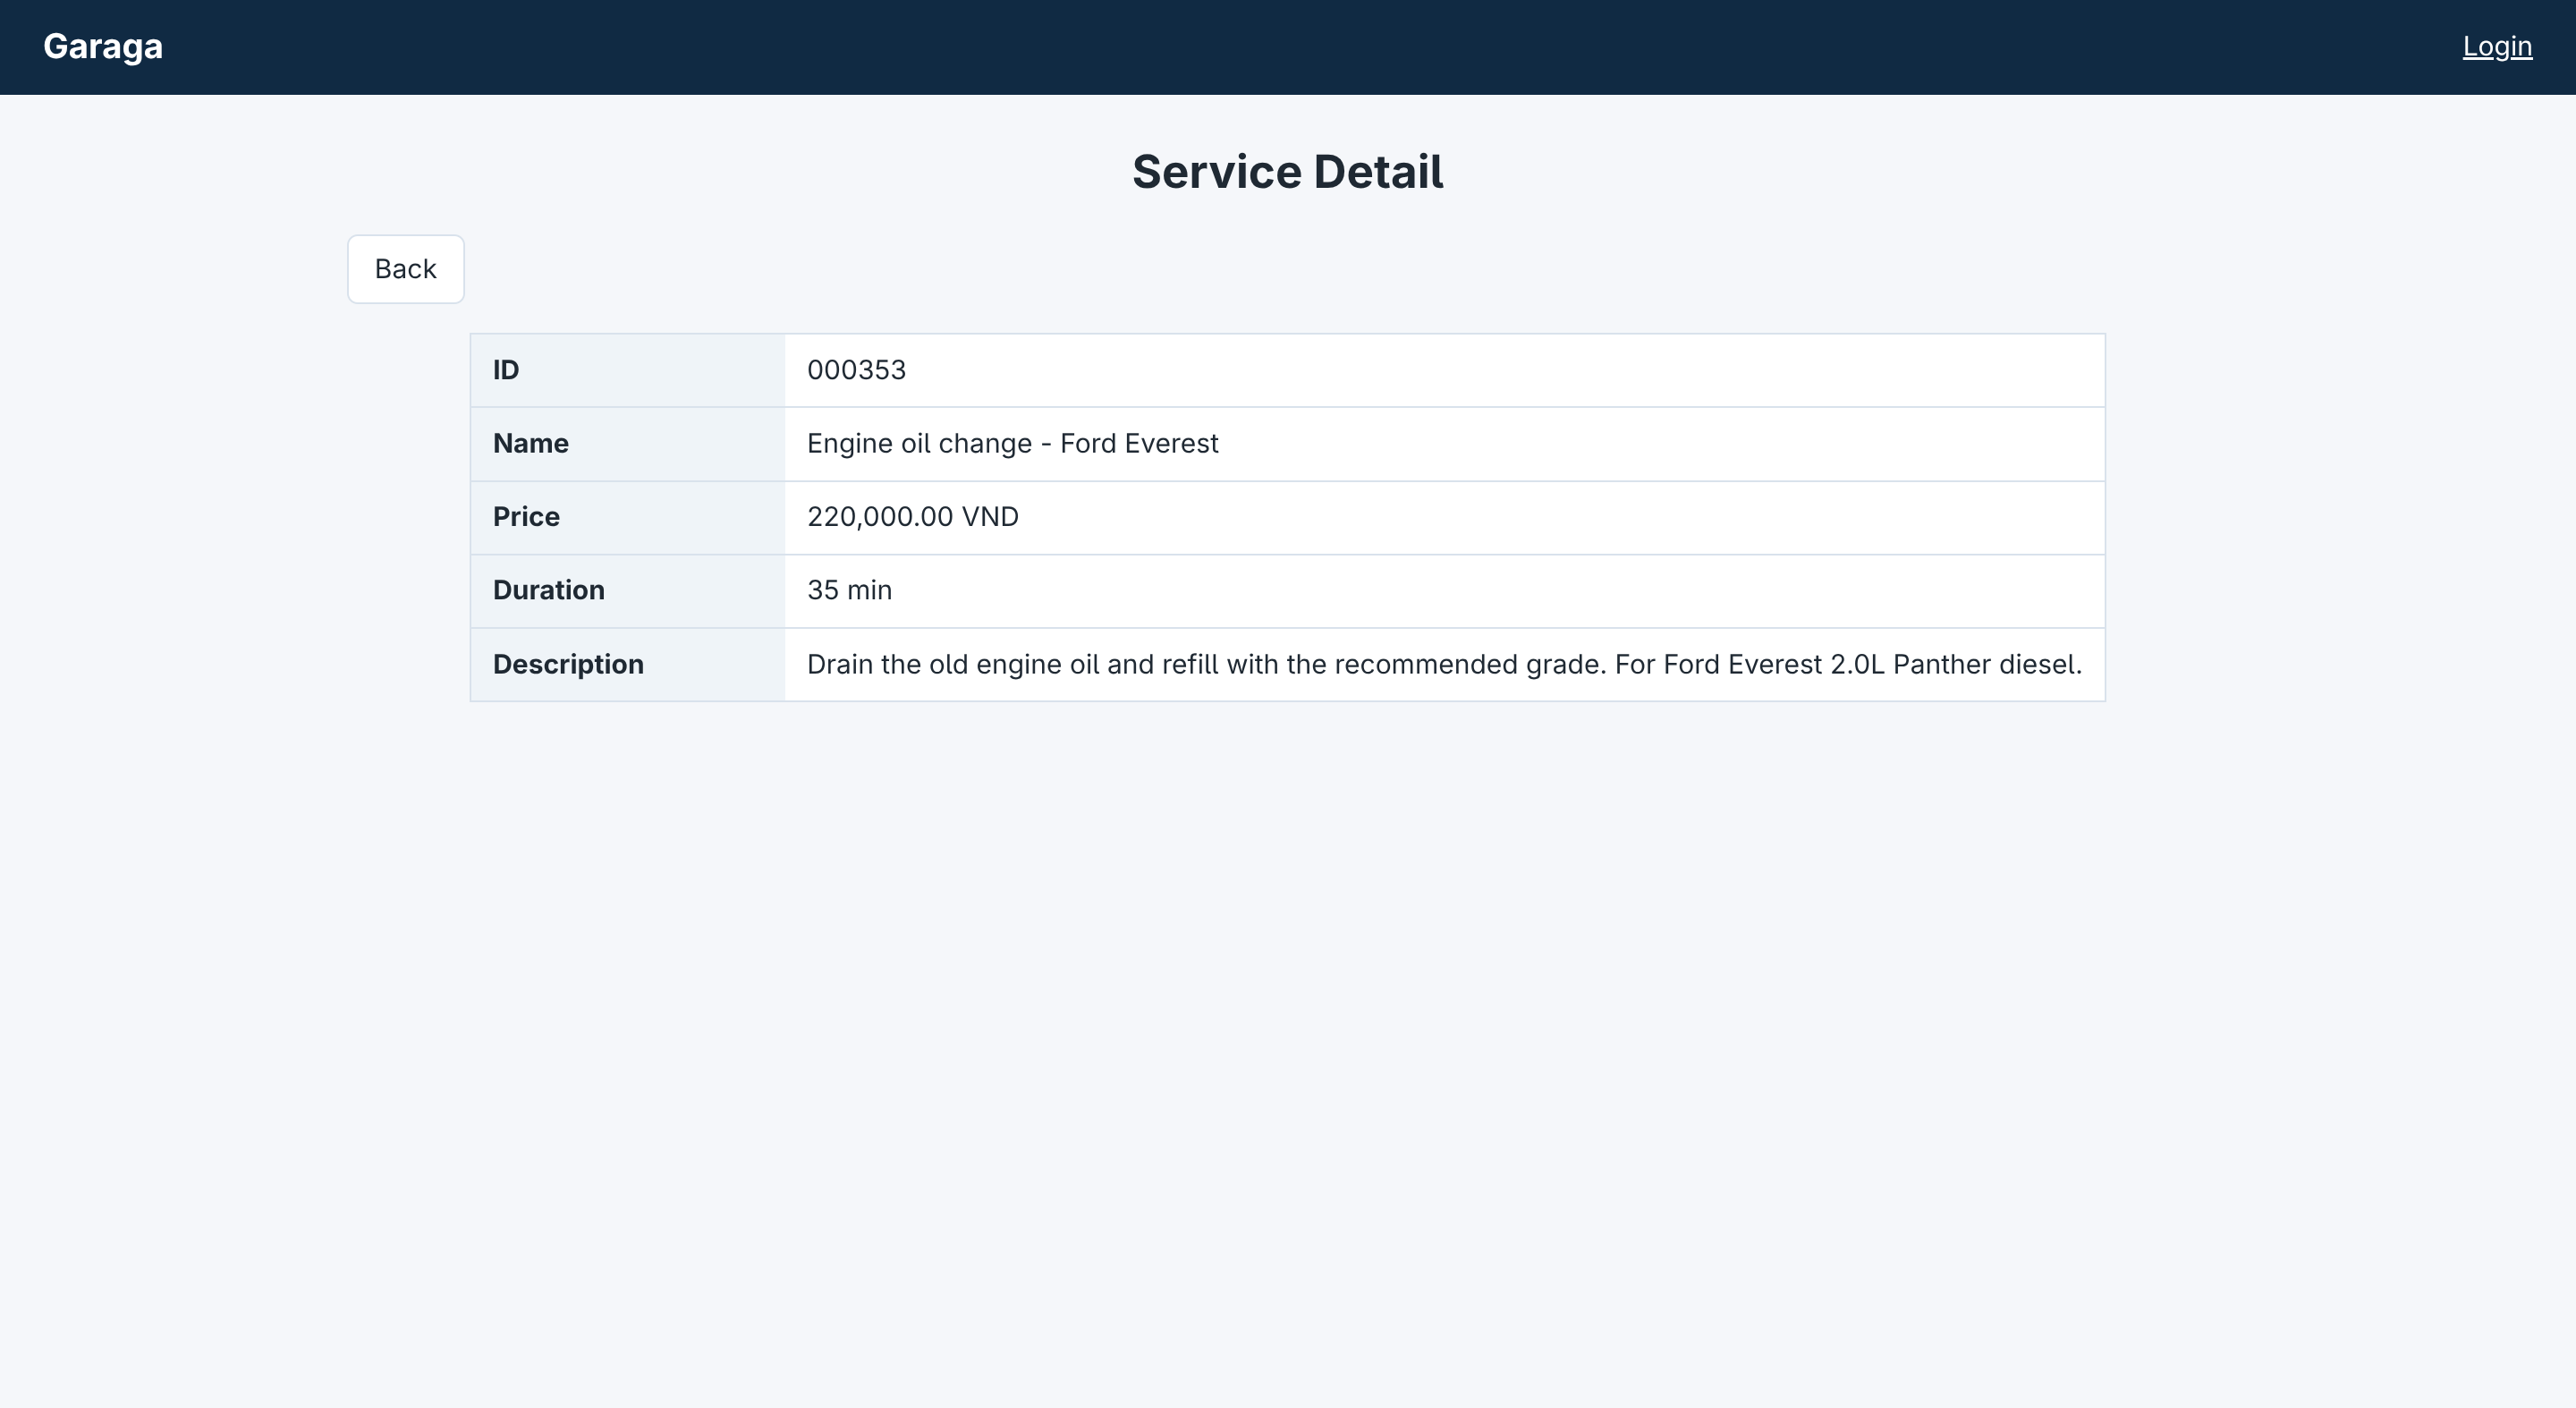 Garaga
Login
Service Detail
Back
ID 000353
Name Engine oil change - Ford Everest
Price 220,000.00 VND
Duration 35 min
Description Drain the old engine oil and refill with the recommended grade. For Ford Everest 2.0L Panther diesel.